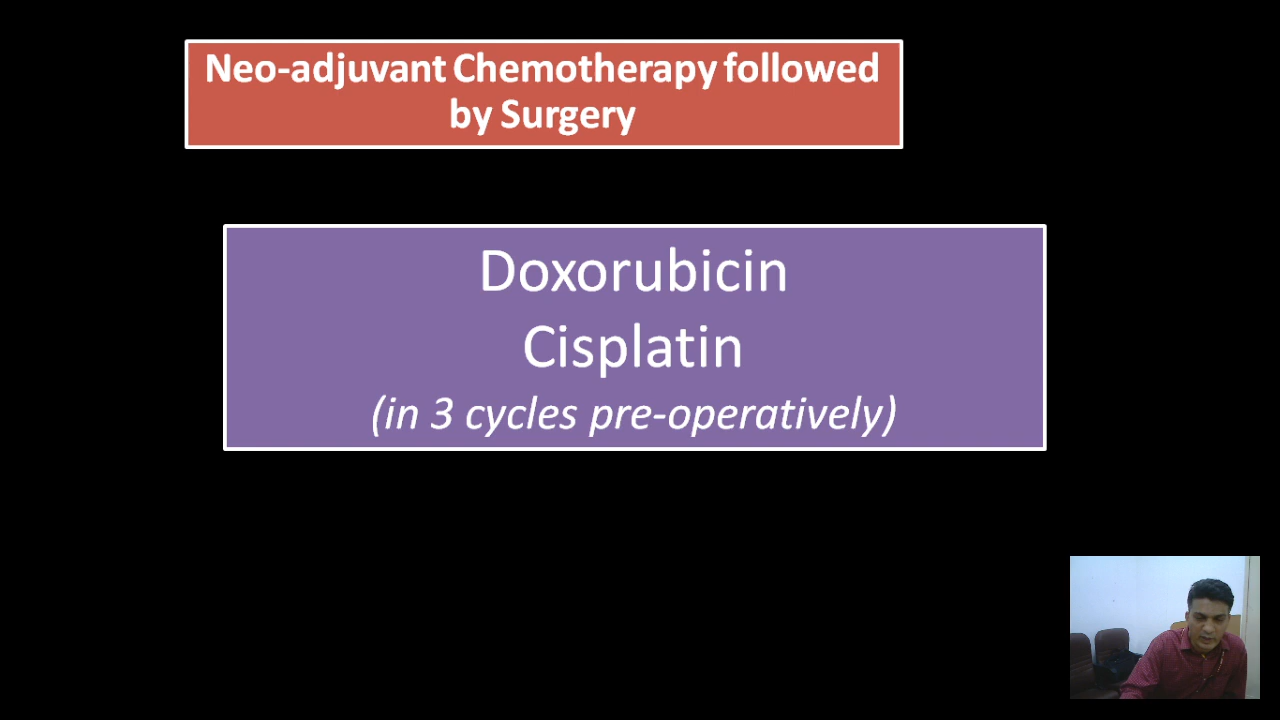 Neo-adjuvant Chemotherapy followed
by Surgery
Doxorubicin
Cisplatin
(in 3 cycles pre-operatively)